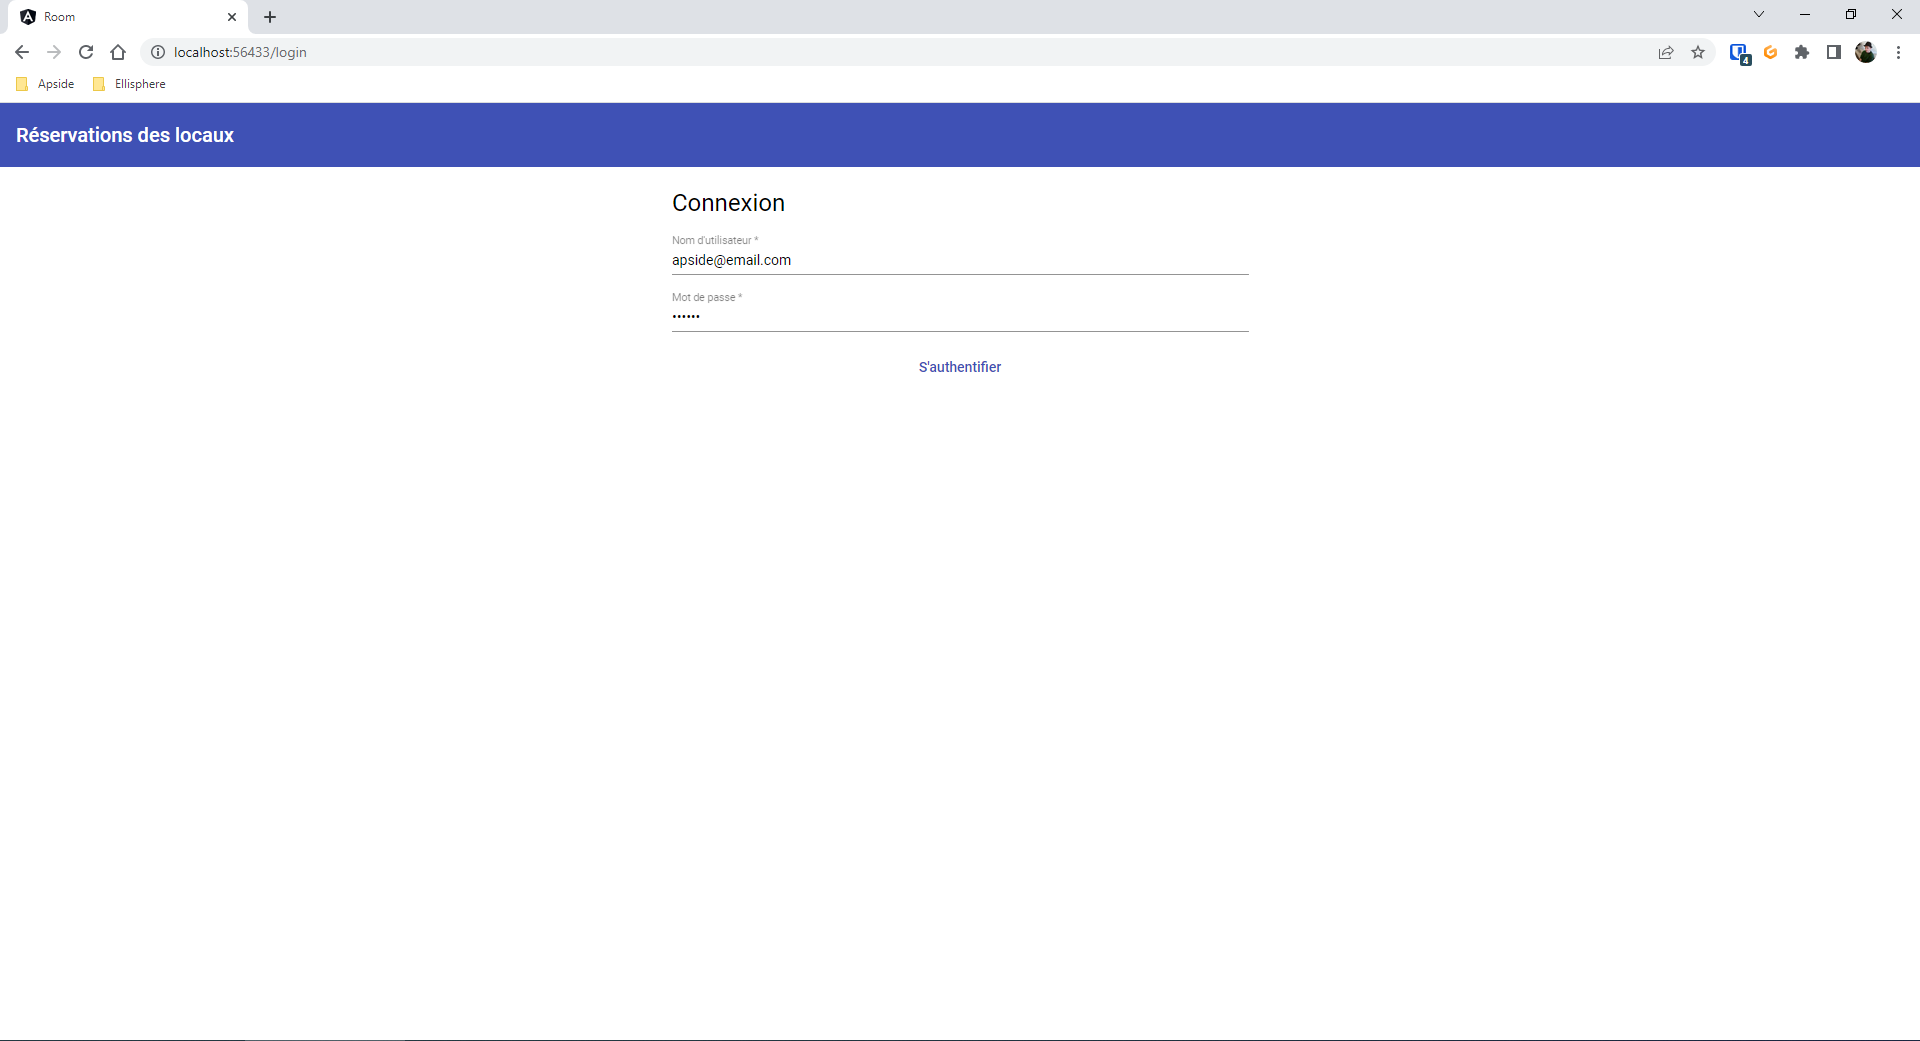 Room
localhost:56433/login
4
Apside
Ellisphere
Réservations des locaux
Connexion
Nom d'utilisateur *
apside@email.com
Mot de passe *
••••••
S'authentifier